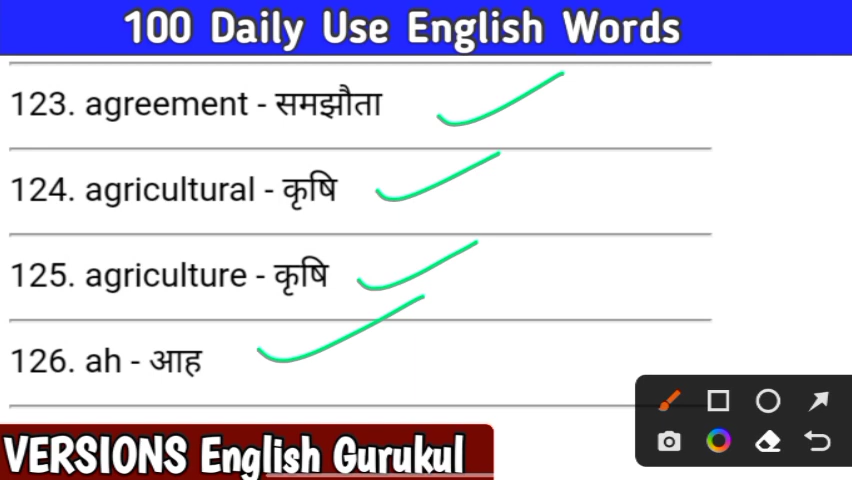 100 Daily Use English Words
123. agreement - समझौता
124. agricultural - कृषि
125. agriculture - कृषि
126. ah - आह
VERSIONS English Gurukul